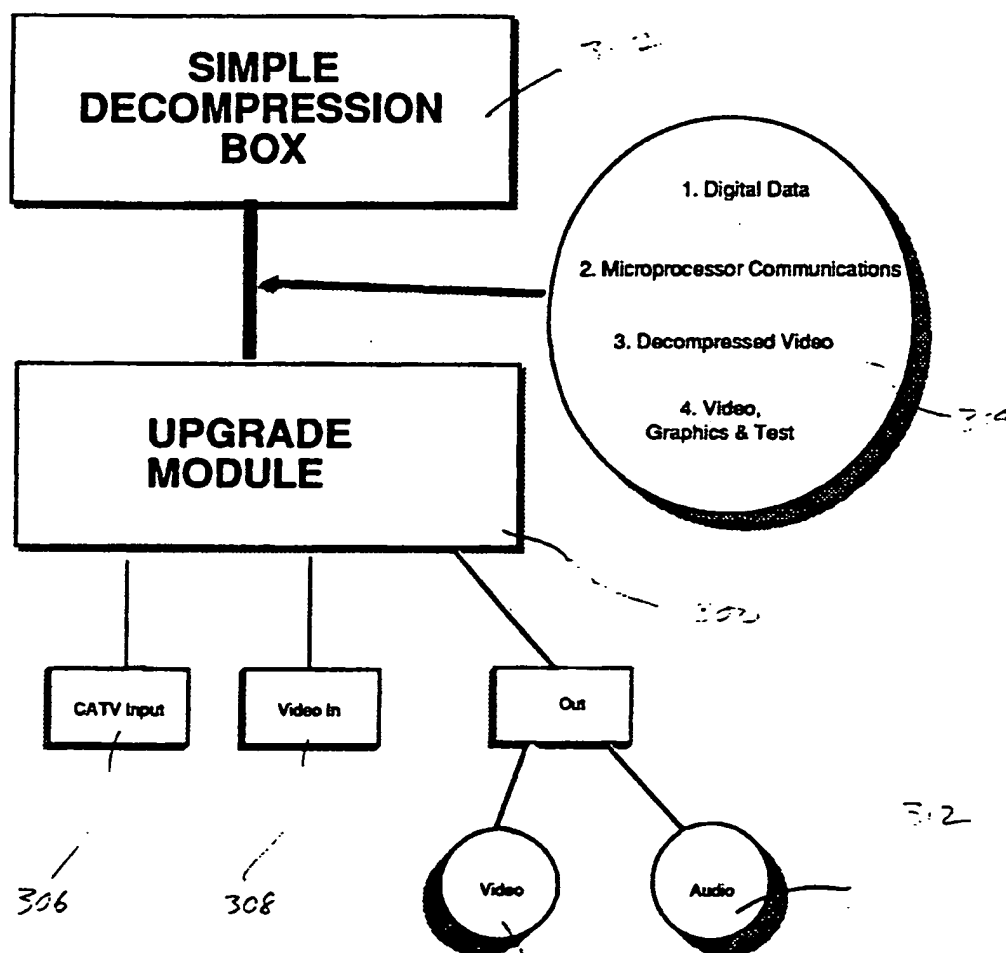 SIMPLE
DECOMPRESSION
BOX
1. Digital Data
2. Microprocessor Communications
3. Decompressed Video
4. Video,
Graphics & Test
UPGRADE
MODULE
CATV Input
Video In
Out
306
308
Video
Audio